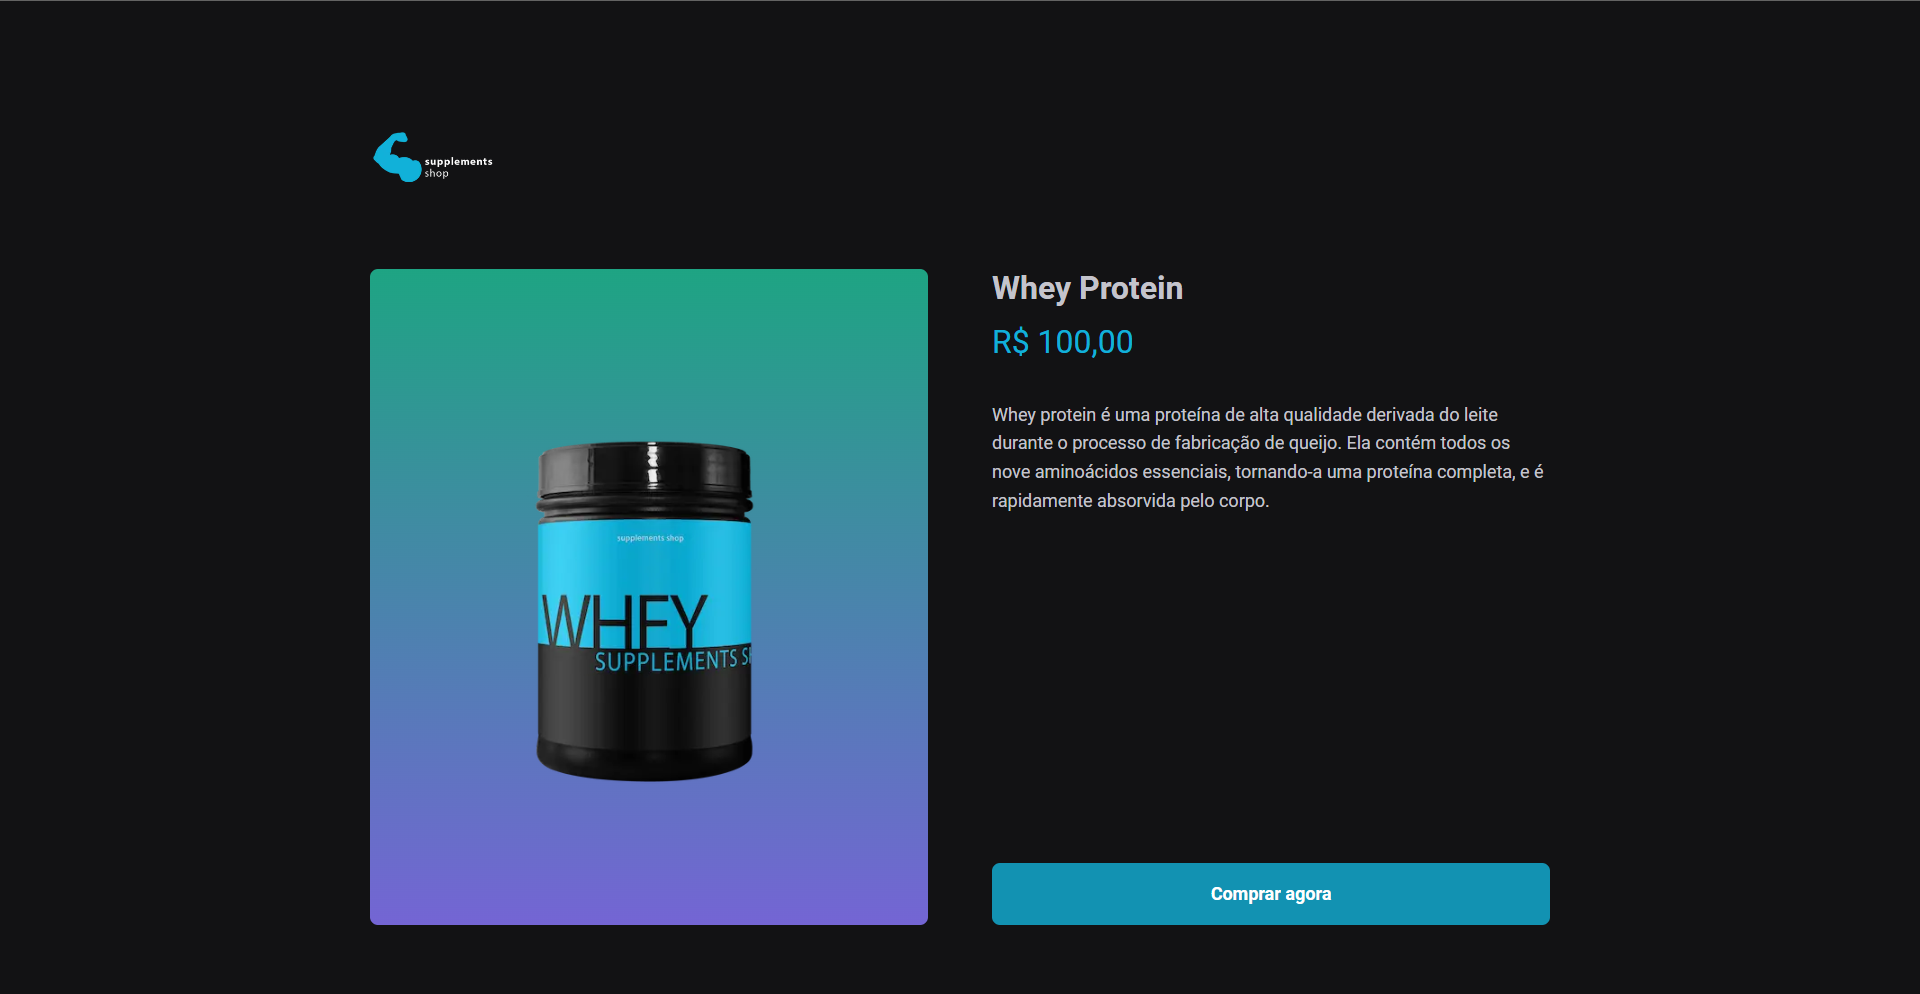 supplements
shop
Whey Protein
R$ 100,00
Whey protein é uma proteína de alta qualidade derivada do leite
durante o processo de fabricação de queijo. Ela contém todos os
nove aminoácidos essenciais, tornando-a uma proteína completa, e é
rapidamente absorvida pelo corpo.
supplements shop
WHEY
SUPPLEMENTS SH
Comprar agora